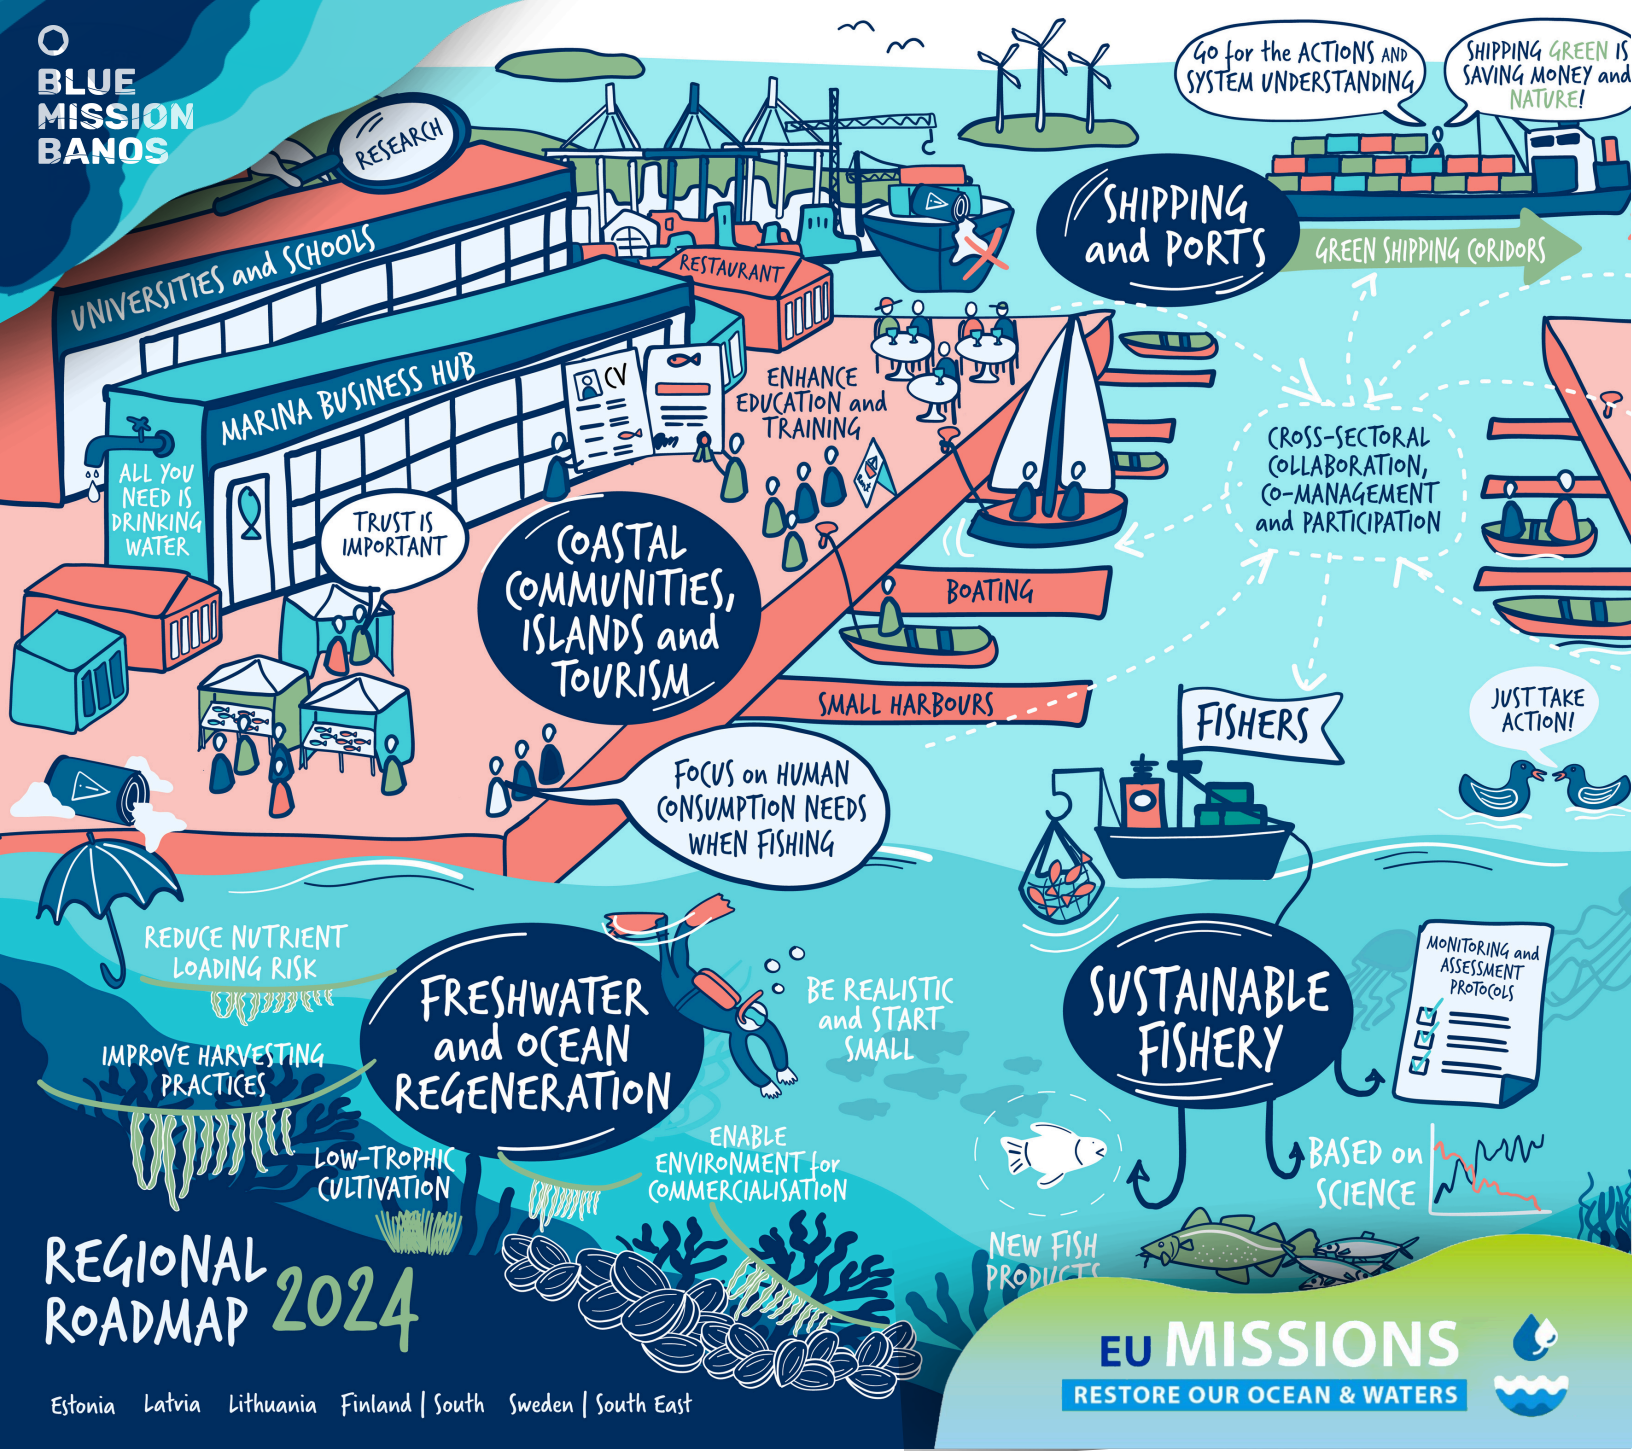 BLUE
MISSION
BANOS
RESEARCH
UNIVERSITIES and SCHOOLS
MARINA BUSINESS HUB
ALL YOU
NEED IS
DRINKING
WATER
RESTAURANT
CV
ENHANCE
EDUCATION and
TRAINING
TRUST IS
IMPORTANT
COASTAL
COMMUNITIES,
ISLANDS and
TOURISM
BOATING
SMALL HARBOURS
FOCUS on HUMAN
CONSUMPTION NEEDS
WHEN FISHING
Go for the ACTIONS AND
SYSTEM UNDERSTANDING
SHIPPING GREEN IS
SAVING MONEY and
NATURE!
SHIPPING
and PORTS
GREEN SHIPPING CORIDORS
CROSS-SECTORAL
COLLABORATION,
CO-MANAGEMENT
and PARTICIPATION
FISHERS
JUST TAKE
ACTION!
REDUCE NUTRIENT
LOADING RISK
IMPROVE HARVESTING
PRACTICES
FRESHWATER
and OCEAN
REGENERATION
BE REALISTIC
and START
SMALL
LOW-TROPHIC
CULTIVATION
ENABLE
ENVIRONMENT for
COMMERCIALISATION
SUSTAINABLE
FISHERY
MONITORING and
ASSESSMENT
PROTOCOLS
BASED on
SCIENCE
NEW FISH
PRODUCTS
REGIONAL
ROADMAP 2024
Estonia Latvia Lithuania Finland | South Sweden | South East
EU MISSIONS
RESTORE OUR OCEAN & WATERS